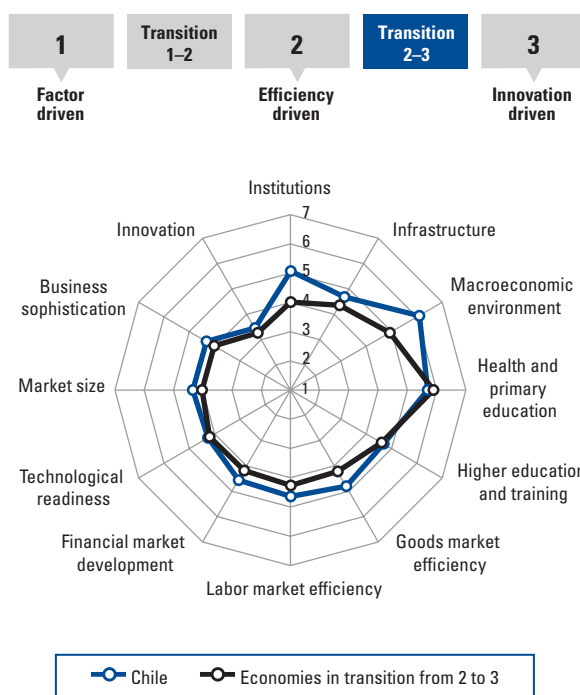 1
Transition
1–2
2
Transition
2–3
3
Factor
driven
Efficiency
driven
Innovation
driven
Institutions
Infrastructure
Macroeconomic
environment
Health and
primary
education
Higher education
and training
Goods market
efficiency
Labor market efficiency
Financial market
development
Technological
readiness
Market size
Business
sophistication
Innovation
7
6
5
4
3
2
1
Chile
Economies in transition from 2 to 3